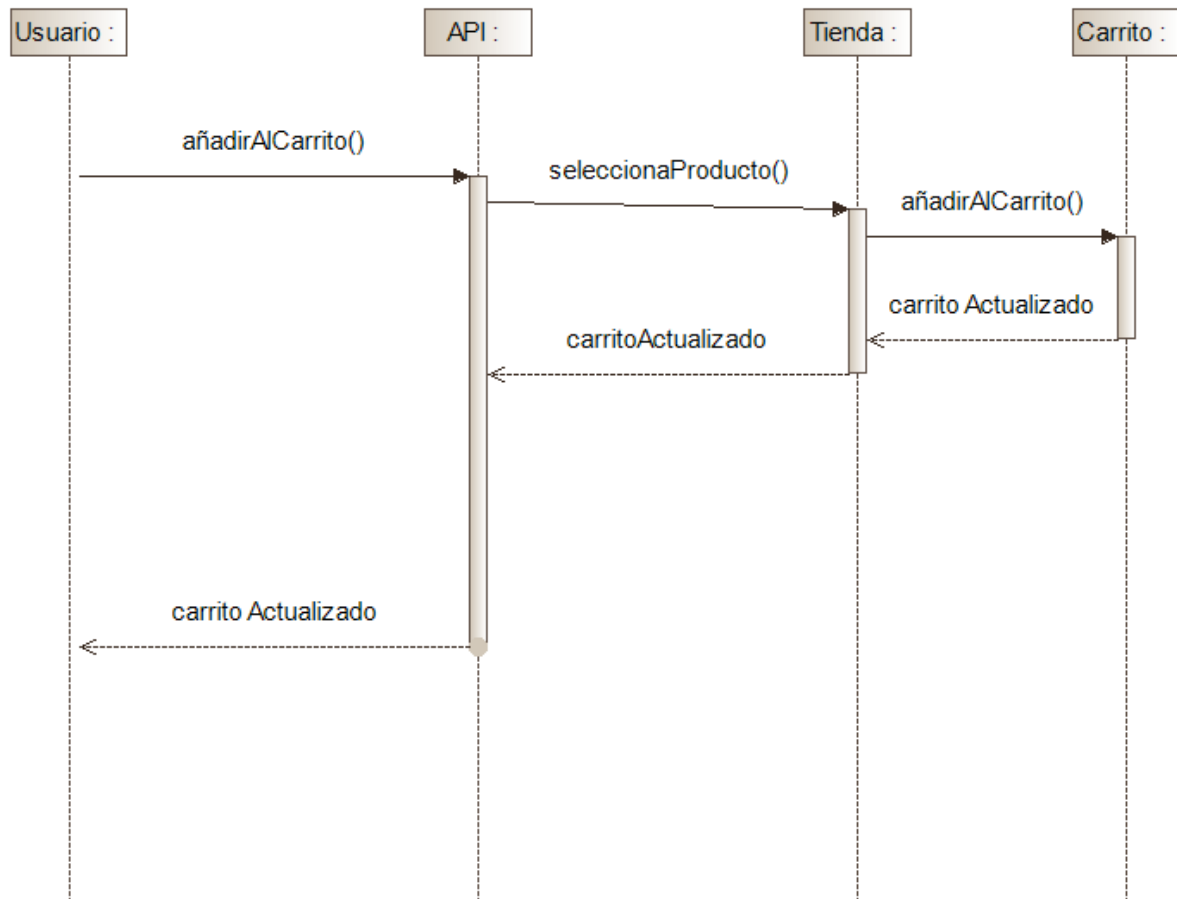 Usuario :
API :
Tienda :
Carrito :
añadirAlCarrito()
seleccionaProducto()
añadirAlCarrito()
carrito Actualizado
carritoActualizado
carrito Actualizado